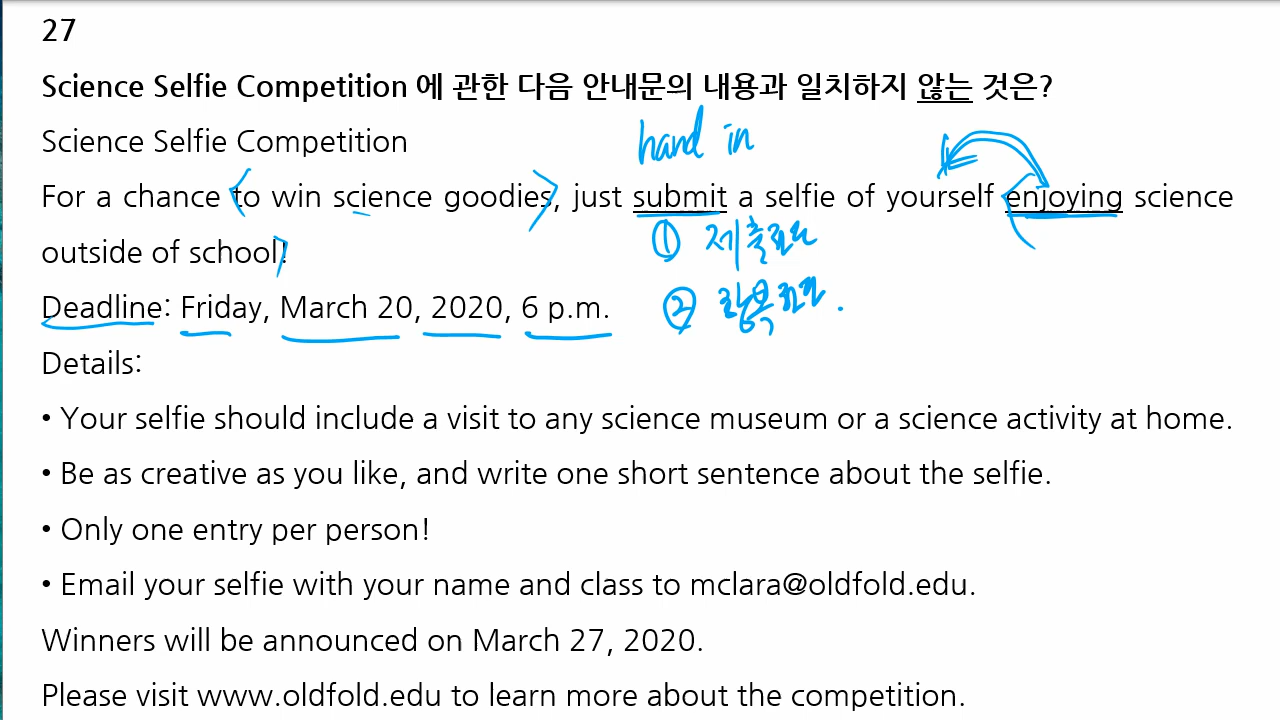 27
Science Selfie Competition 에 관한 다음 안내문의 내용과 일치하지 않는 것은?
Science Selfie Competition
hand in
For a chance to win science goodies, just submit a selfie of yourself enjoying science
① 제출하다
outside of school!
Deadline: Friday, March 20, 2020, 6 p.m.
②
Details:
• Your selfie should include a visit to any science museum or a science activity at home.
• Be as creative as you like, and write one short sentence about the selfie.
• Only one entry per person!
• Email your selfie with your name and class to mclara@oldfold.edu.
Winners will be announced on March 27, 2020.
Please visit www.oldfold.edu to learn more about the competition.